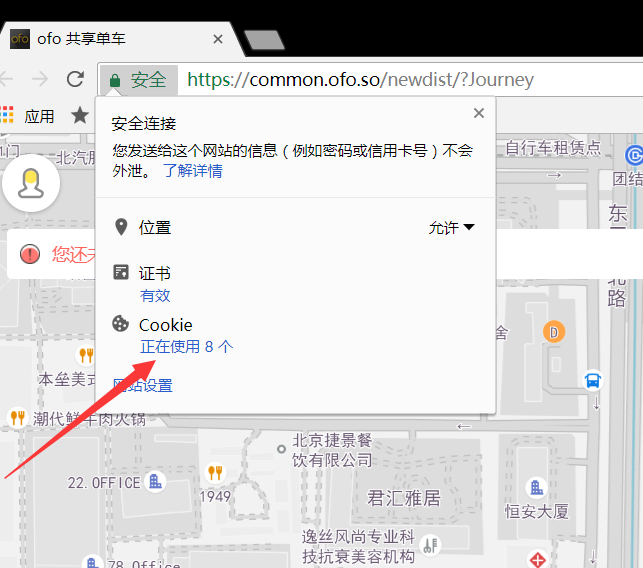 ofo 共享单车
安全 https://common.ofo.so/newdist/?Journey
应用
安全连接
您发送给这个网站的信息（例如密码或信用卡号）不会
外泄。 了解详情
位置 允许
证书
有效
Cookie
正在使用 8 个
网站设置
北汽
自行车租赁点
团结
东
北
路
您还
舍
D
本垒美式
潮代鲜牛肉火锅
北京捷景餐
饮有限公司
22.OFFICE
1949
君汇雅居
恒安大厦
逸丝风尚专业科
技抗衰美容机构
78.Office